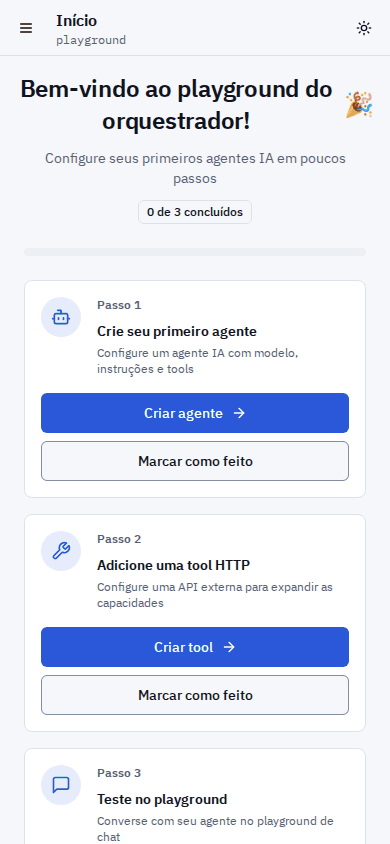 Início
playground
Bem-vindo ao playground do
orquestrador! 🎉
Configure seus primeiros agentes IA em poucos
passos
0 de 3 concluídos
Passo 1
Crie seu primeiro agente
Configure um agente IA com modelo,
instruções e tools
Criar agente →
Marcar como feito
Passo 2
Adicione uma tool HTTP
Configure uma API externa para expandir as
capacidades
Criar tool →
Marcar como feito
Passo 3
Teste no playground
Converse com seu agente no playground de
chat